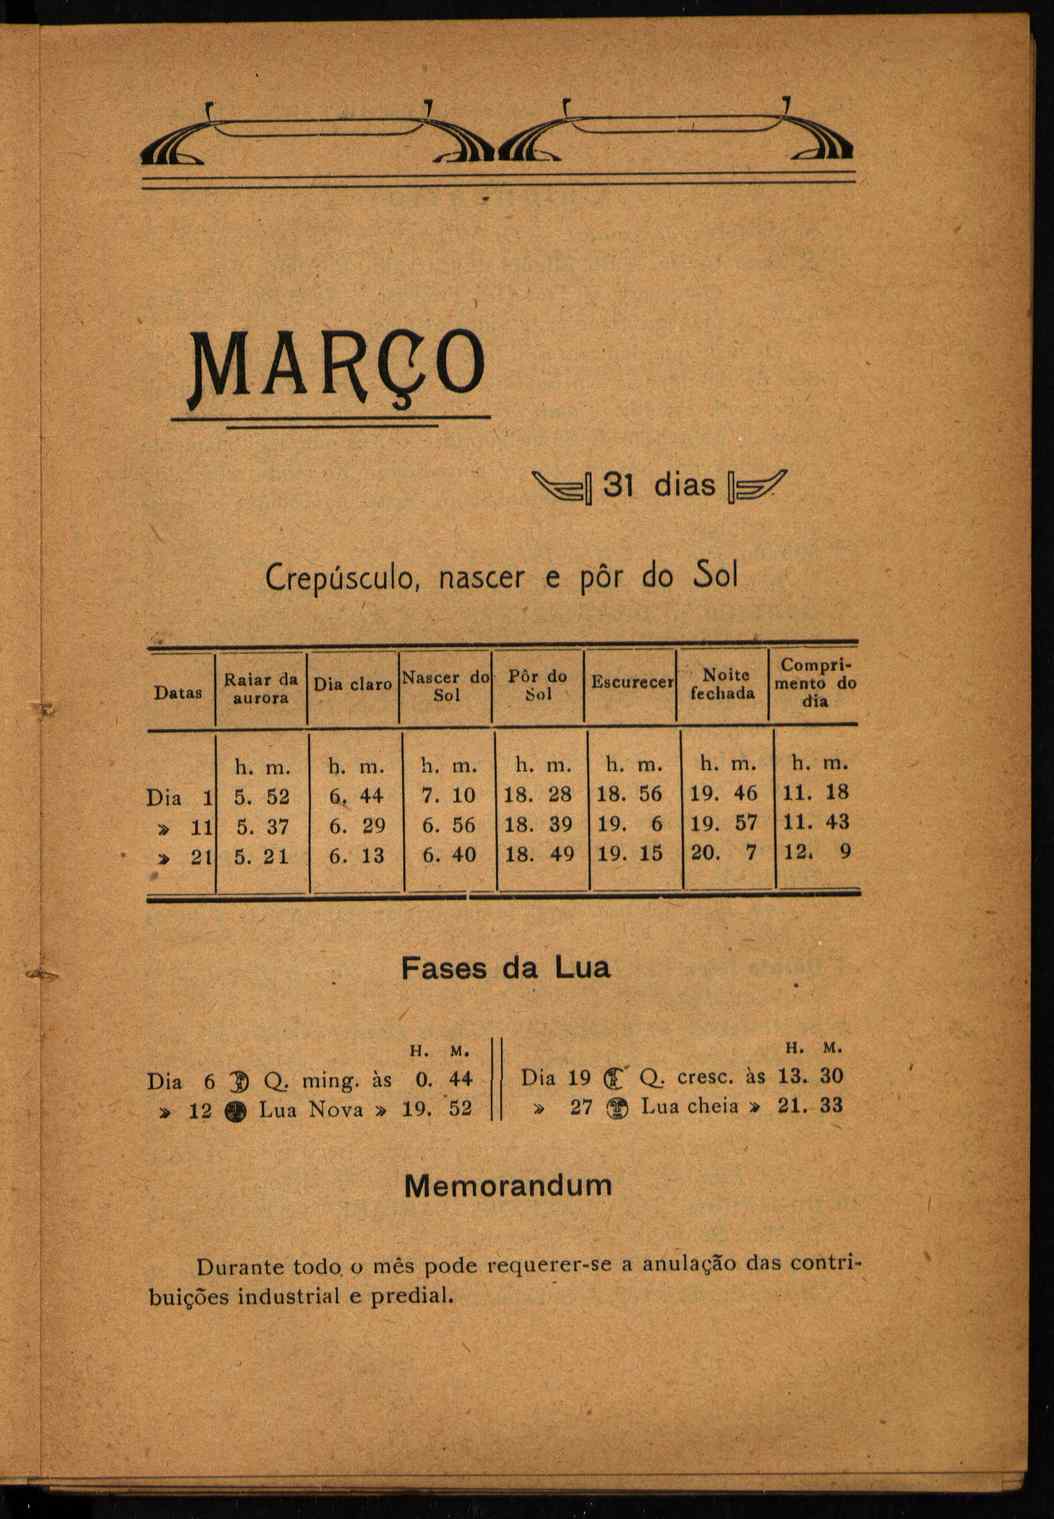 MARÇO
31 dias
Crepúsculo, nascer e pôr do Sol
Datas Raiar da aurora Dia claro Nascer do Sol Pôr do Sol Escurecer Noite fechada Compri-mento do dia
h. m. h. m. h. m. h. m. h. m. h. m. h. m.
Dia 1 5. 52 6. 44 7. 10 18. 28 18. 56 19. 46 11. 18
» 11 5. 37 6. 29 6. 56 18. 39 19. 6 19. 57 11. 43
» 21 5. 21 6. 13 6. 40 18. 49 19. 15 20. 7 12. 9
Fases da Lua
H. M.
Dia 6 Q. ming. às 0. 44
» 12 Lua Nova » 19. 52
H. M.
Dia 19 Q. cresc. às 13. 30
» 27 Lua cheia » 21. 33
Memorandum
Durante todo o mês pode requerer-se a anulação das contri-
buições industrial e predial.